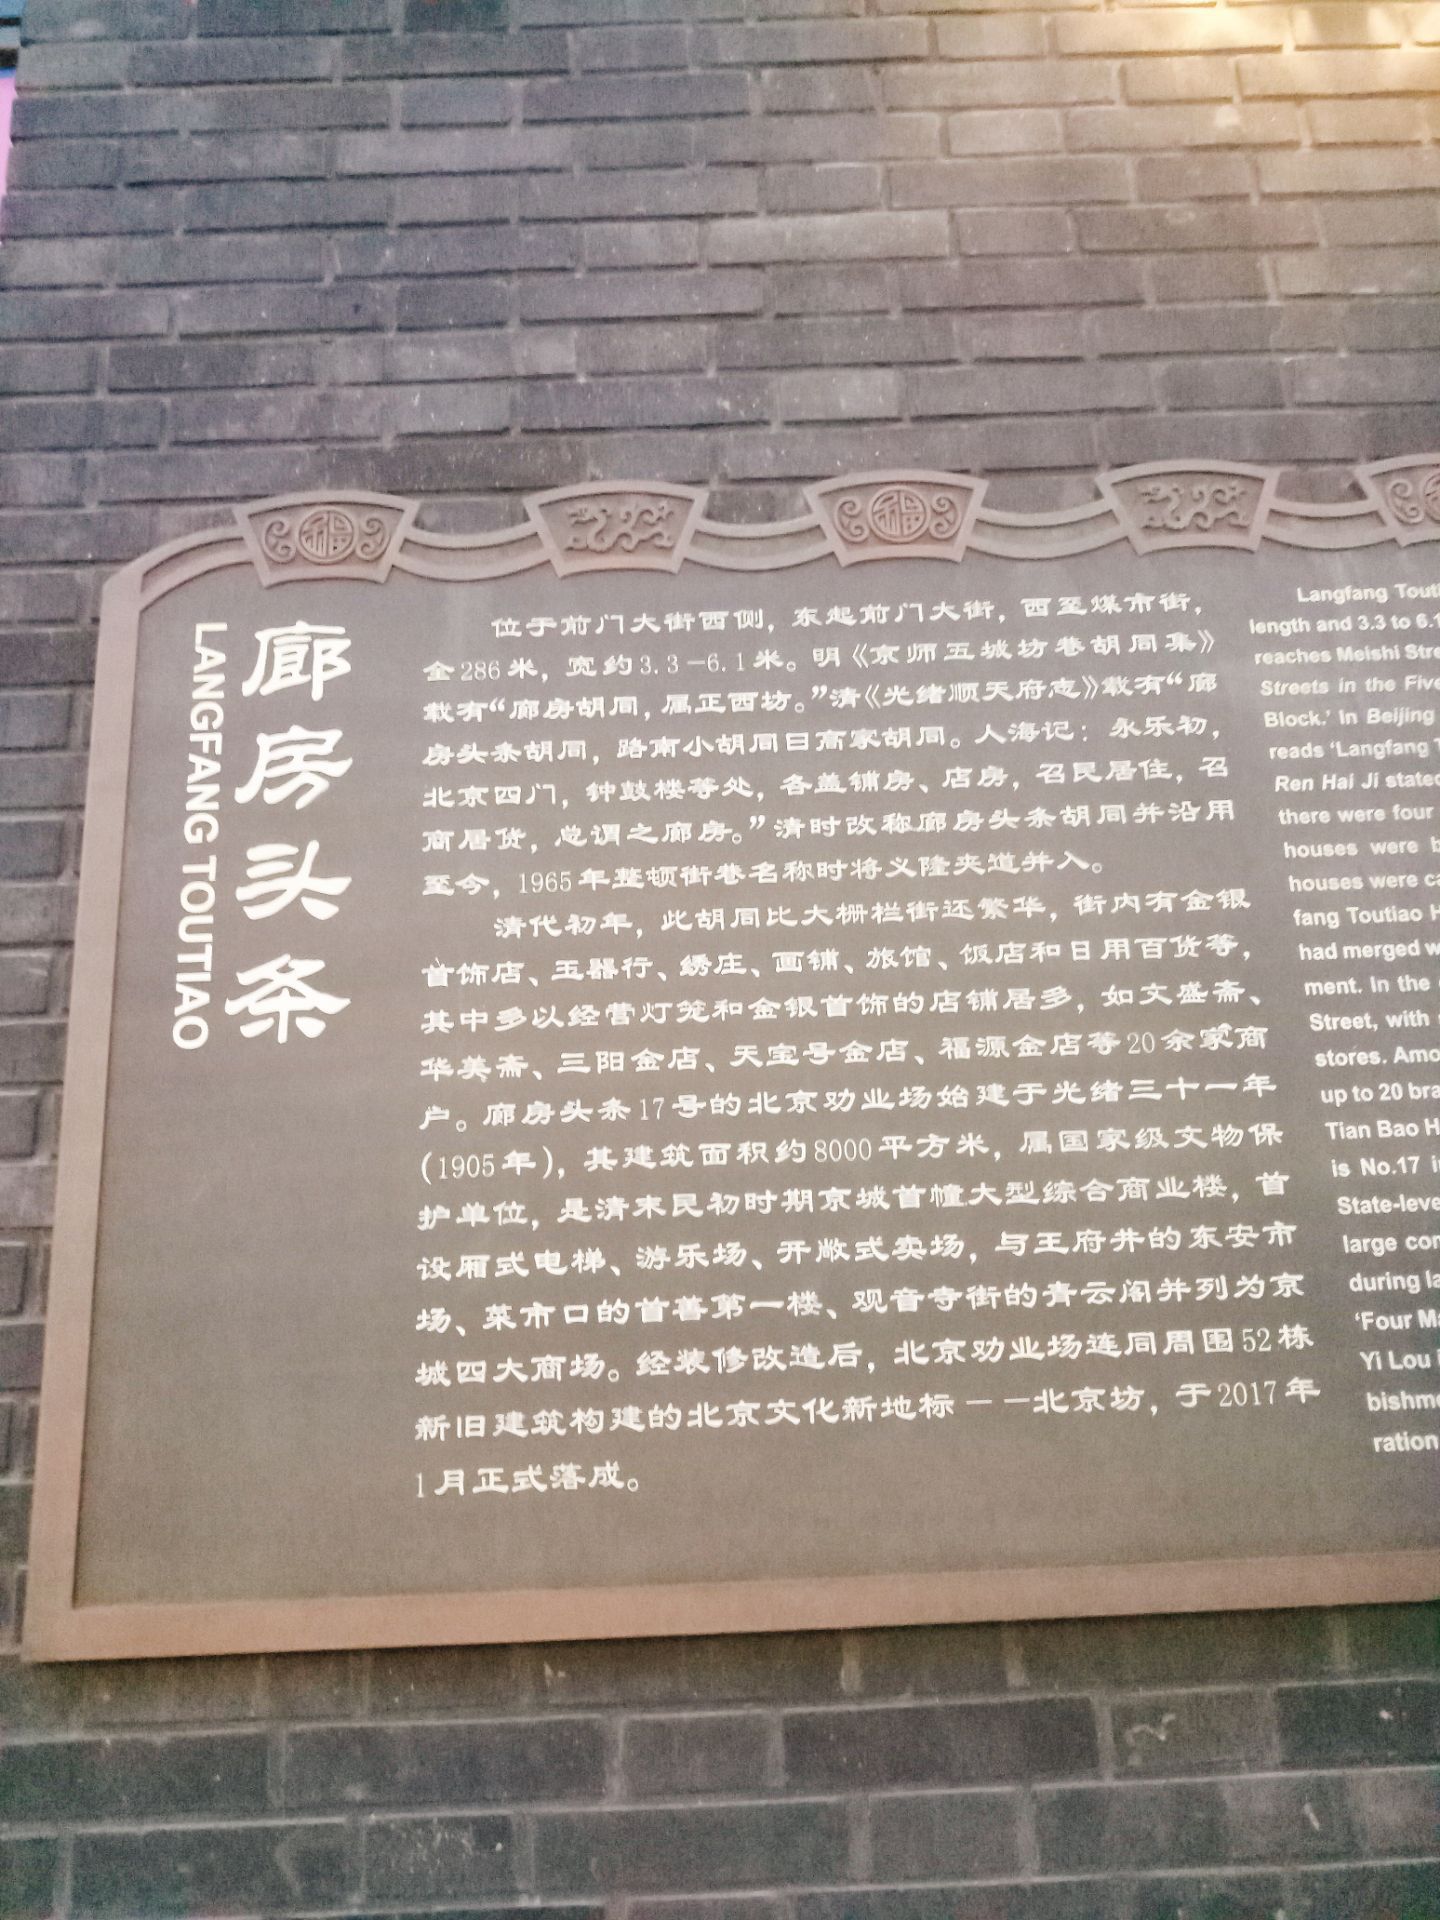 廊房头条
LANGFANG TOUTIAO
位于前门大街西侧，东起前门大街，西至煤市街，
全286米，宽约3.3-6.1米。明《京师五城坊巷胡同集》
载有“廊房胡同，属正西坊。”清《光绪顺天府志》载有“廊
房头条胡同，路南小胡同曰高家胡同。人海记：永乐初，
北京四门，钟鼓楼等处，各盖铺房、店房，召民居住，召
商居货，总谓之廊房。”清时改称廊房头条胡同并沿用
至今，1965年整顿街巷名称时将义隆夹道并入。
清代初年，此胡同比大栅栏街还繁华，街内有金银
首饰店、玉器行、绣庄、画铺、旅馆、饭店和日用百货等，
其中多以经营灯笼和金银首饰的店铺居多，如文盛斋、
华美斋、三阳金店、天宝号金店、福源金店等20余家商
户。廊房头条17号的北京劝业场始建于光绪三十一年
(1905年)，其建筑面积约8000平方米，属国家级文物保
护单位，是清末民初时期京城首幢大型综合商业楼，首
设厢式电梯、游乐场、开敞式卖场，与王府井的东安市
场、菜市口的首善第一楼、观音寺街的青云阁并列为京
城四大商场。经装修改造后，北京劝业场连同周围52栋
新旧建筑构建的北京文化新地标－－北京坊，于2017年
1月正式落成。
Langfang Touti
length and 3.3 to 6.1
reaches Meishi Stre
Streets in the Five
Block.’ In Beijing
reads ‘Langfang T
Ren Hai Ji stated
there were four
houses were b
houses were ca
fang Toutiao H
had merged w
ment. In the
Street, with
stores. Amo
up to 20 bra
Tian Bao H
is No.17 i
State-leve
large con
during la
‘Four Ma
Yi Lou
bishme
ration